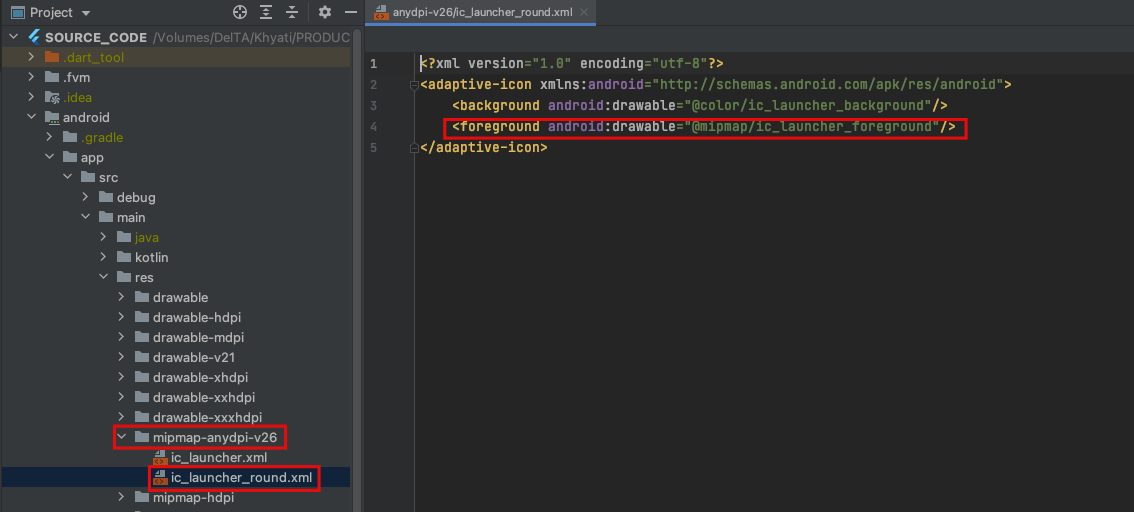 Project
SOURCE_CODE /Volumes/DelTA/Khyati/PRODUC
.dart_tool
.fvm
.idea
android
.gradle
app
src
debug
main
java
kotlin
res
drawable
drawable-hdpi
drawable-mdpi
drawable-v21
drawable-xhdpi
drawable-xxhdpi
drawable-xxxhdpi
mipmap-anydpi-v26
ic_launcher.xml
ic_launcher_round.xml
mipmap-hdpi
anydpi-v26/ic_launcher_round.xml
1 <?xml version="1.0" encoding="utf-8"?>
2 <adaptive-icon xmlns:android="http://schemas.android.com/apk/res/android">
3 <background android:drawable="@color/ic_launcher_background"/>
4 <foreground android:drawable="@mipmap/ic_launcher_foreground"/>
5 </adaptive-icon>